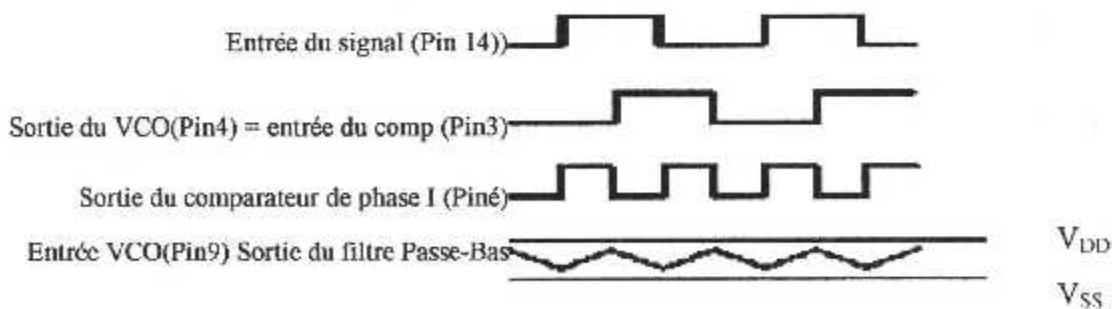 Entrée du signal (Pin 14))
Sortie du VCO(Pin4) = entrée du comp (Pin3)
Sortie du comparateur de phase I (Piné)
Entrée VCO(Pin9) Sortie du filtre Passe-Bas
VDD
VSS